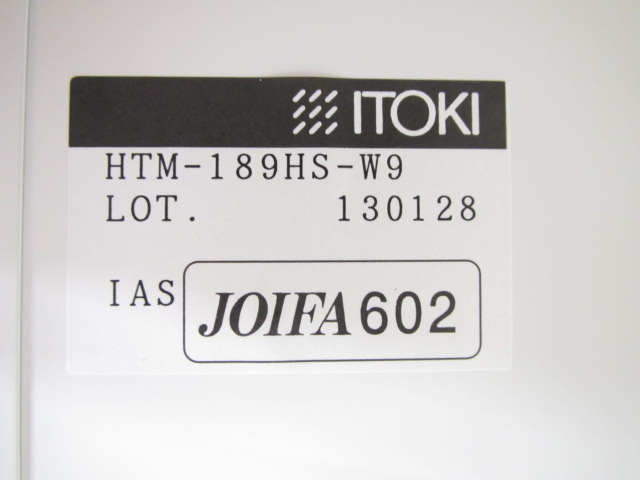 ITOKI
HTM-189HS-W9
LOT. 130128
IAS JOIFA602